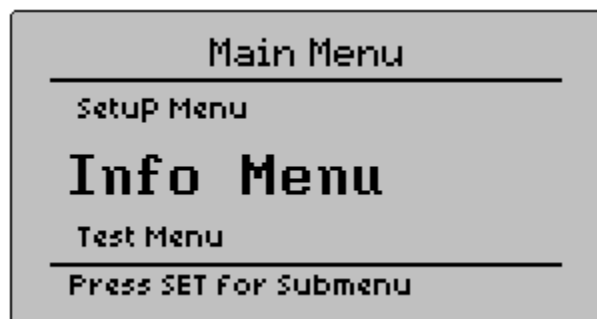 Main Menu
Setup Menu
Info Menu
Test Menu
Press SET for Submenu